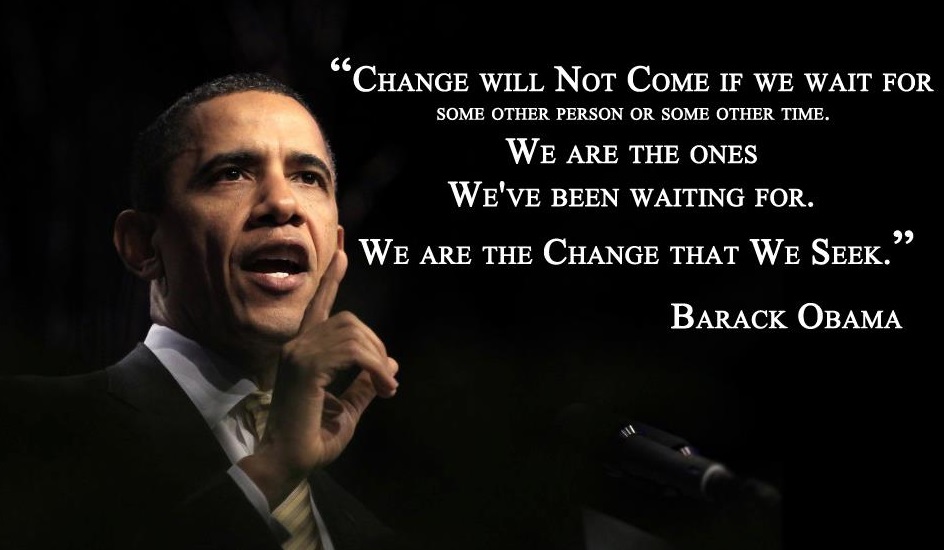 “Change will Not Come if we wait for
some other person or some other time.
We are the ones
We've been waiting for.
We are the Change that We Seek.”
Barack Obama